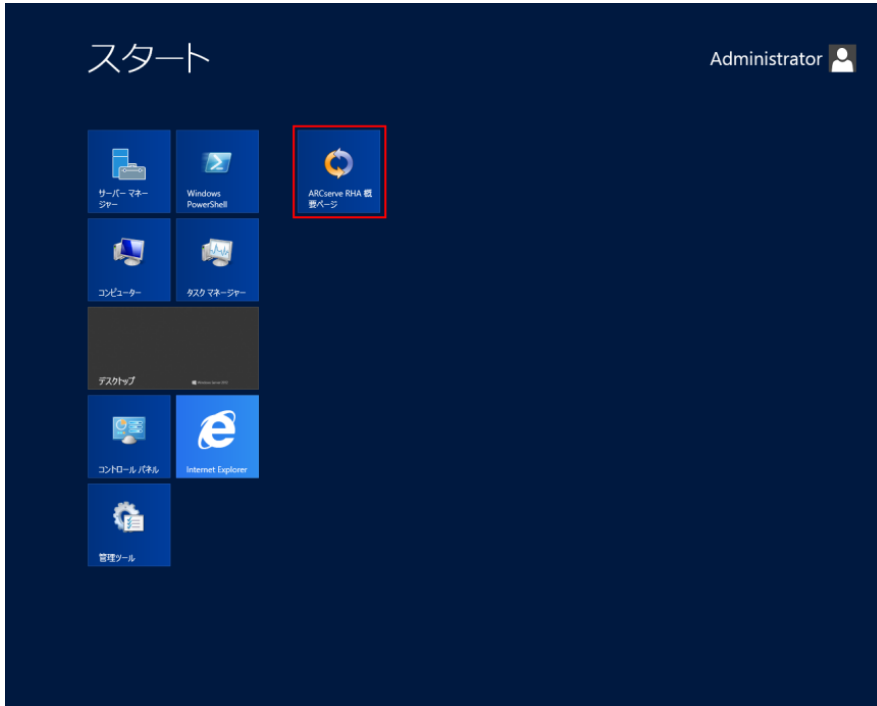 スタート
Administrator
サーバー マネー
ジャー
Windows
PowerShell
ARCserve RHA 概
要ページ
コンピューター
タスク マネージャー
デスクトップ
Windows Server 2012
コントロール パネル
Internet Explorer
管理ツール